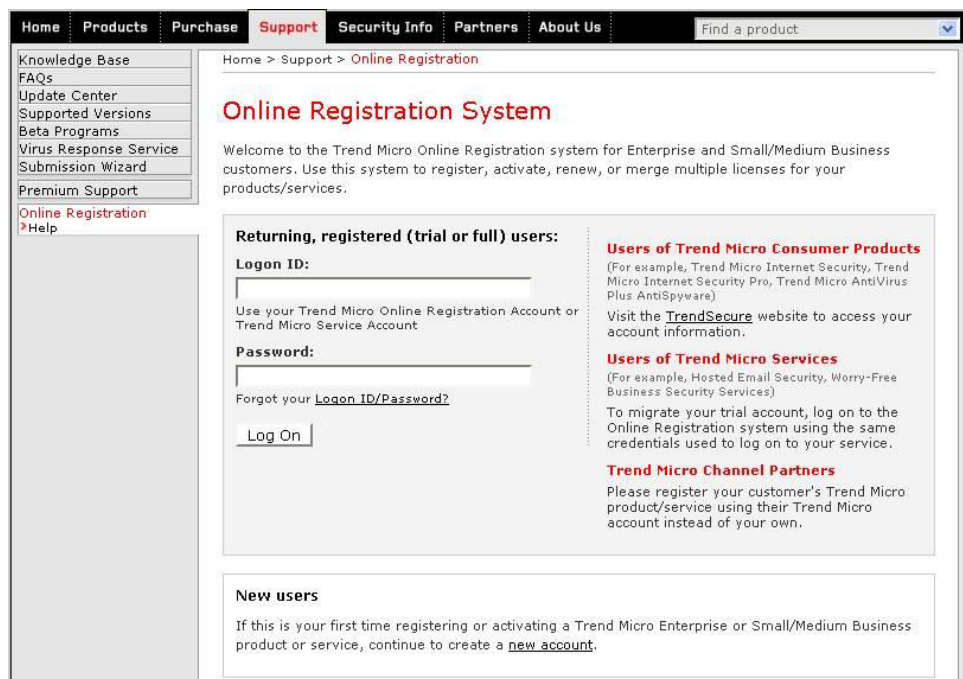 Home Products Purchase Support Security Info Partners About Us Find a product
Knowledge Base
FAQs
Update Center
Supported Versions
Beta Programs
Virus Response Service
Submission Wizard
Premium Support
Online Registration
Help
Home > Support > Online Registration
Online Registration System
Welcome to the Trend Micro Online Registration system for Enterprise and Small/Medium Business
customers. Use this system to register, activate, renew, or merge multiple licenses for your
products/services.
Returning, registered (trial or full) users:
Logon ID:
Use your Trend Micro Online Registration Account or
Trend Micro Service Account
Password:
Forgot your Logon ID/Password?
Log On
Users of Trend Micro Consumer Products
(For example, Trend Micro Internet Security, Trend
Micro Internet Security Pro, Trend Micro AntiVirus
Plus AntiSpyware)
Visit the TrendSecure website to access your
account information.
Users of Trend Micro Services
(For example, Hosted Email Security, Worry-Free
Business Security Services)
To migrate your trial account, log on to the
Online Registration system using the same
credentials used to log on to your service.
Trend Micro Channel Partners
Please register your customer's Trend Micro
product/service using their Trend Micro
account instead of your own.
New users
If this is your first time registering or activating a Trend Micro Enterprise or Small/Medium Business
product or service, continue to create a new account.